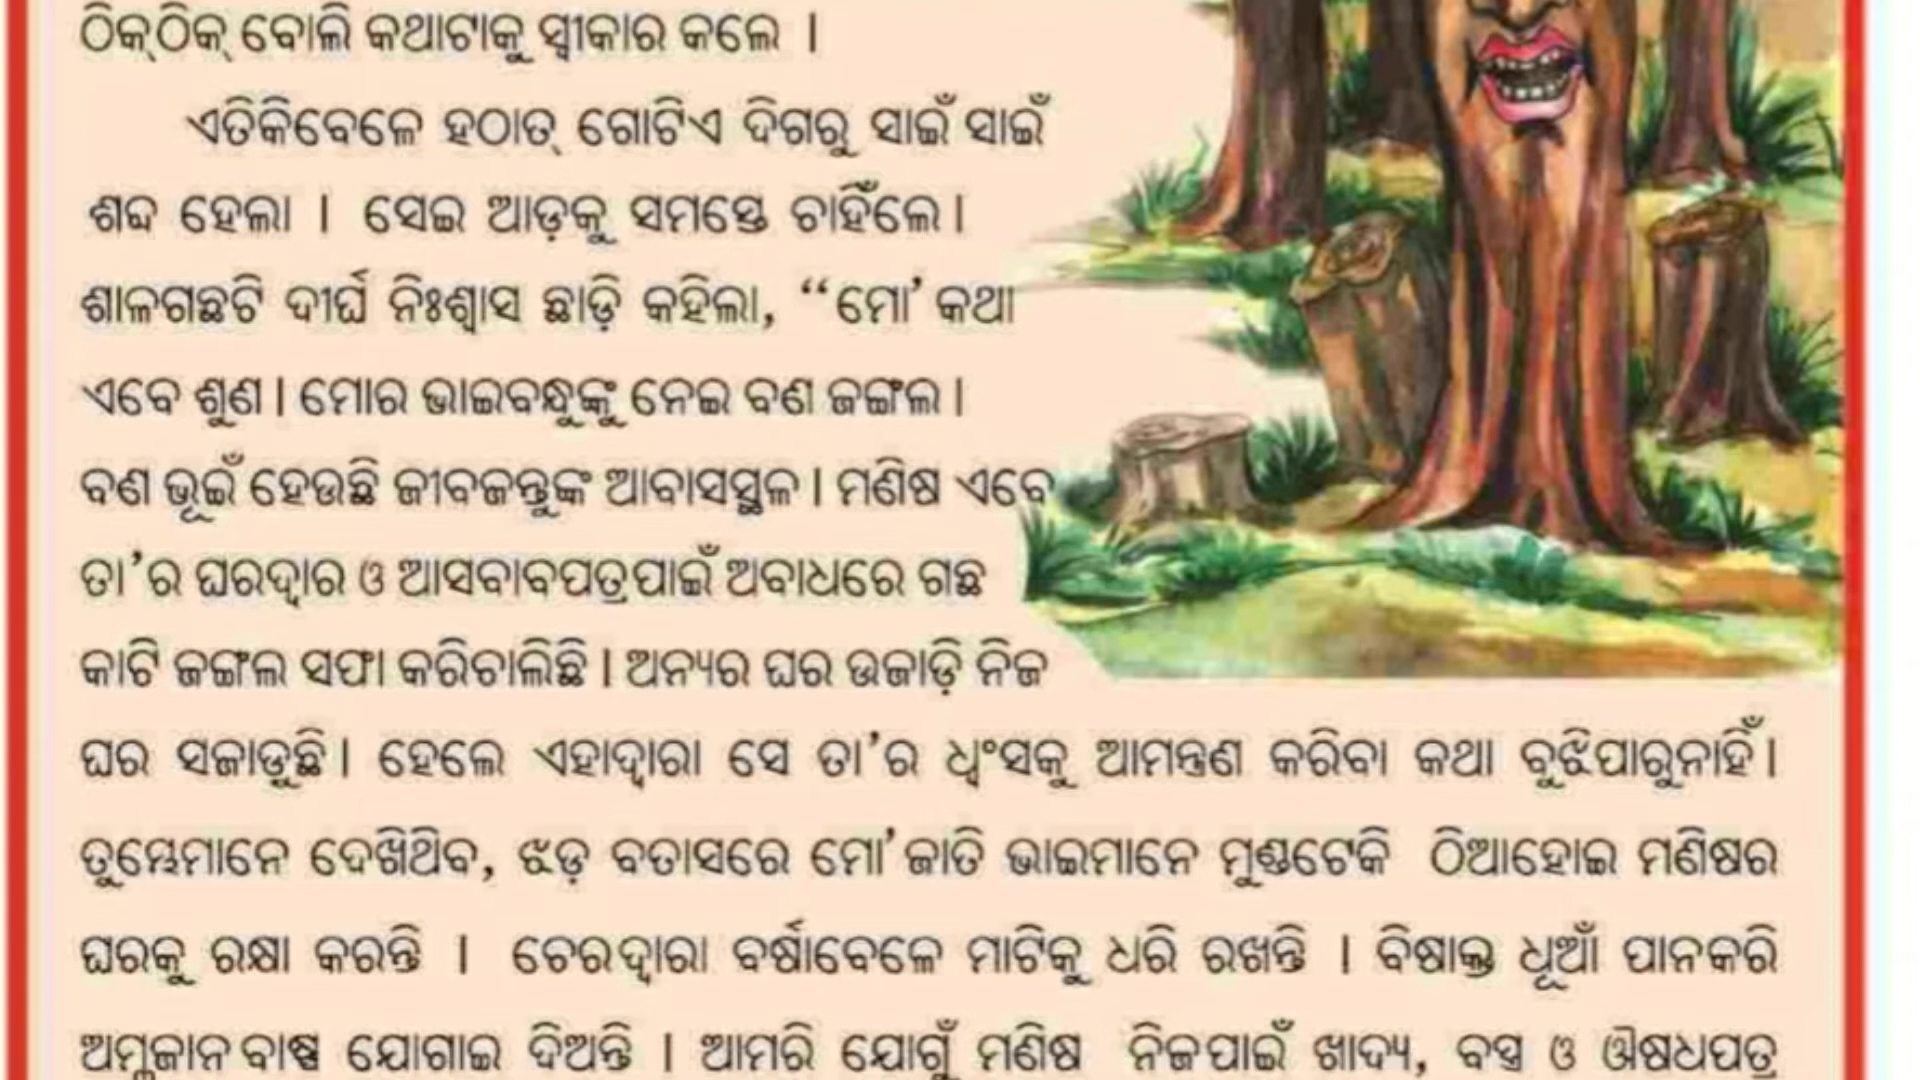 ଠିକ୍‌ଠିକ୍ ବୋଲି କଥାଟାକୁ ସ୍ୱୀକାର କଲେ ।
ଏତିକିବେଳେ ହଠାତ୍ ଗୋଟିଏ ଦିଗରୁ ସାଇଁ ସାଇଁ
ଶବ୍ଦ ହେଲା । ସେଇ ଆଡ଼କୁ ସମସ୍ତେ ଚାହିଁଲେ।
ଶାଳଗଛଟି ଦୀର୍ଘ ନିଃଶ୍ୱାସ ଛାଡ଼ି କହିଲା, “ମୋ’ କଥା
ଏବେ ଶୁଣ। ମୋର ଭାଇବନ୍ଧୁଙ୍କୁ ନେଇ ବଣ ଜଙ୍ଗଲ।
ବଣ ଭୂଇଁ ହେଉଛି ଜୀବଜନ୍ତୁଙ୍କ ଆବାସସ୍ଥଳ। ମଣିଷ ଏବେ
ତା’ର ଘରଦ୍ୱାର ଓ ଆସବାବପତ୍ରପାଇଁ ଅବାଧରେ ଗଛ
କାଟି ଜଙ୍ଗଲ ସଫା କରିଚାଲିଛି। ଅନ୍ୟର ଘର ଉଜାଡ଼ି ନିଜ
ଘର ସଜାଡୁଛି। ହେଲେ ଏହାଦ୍ୱାରା ସେ ତା’ର ଧ୍ୱଂସକୁ ଆମନ୍ତ୍ରଣ କରିବା କଥା ବୁଝିପାରୁନାହିଁ।
ତୁମ୍ଭେମାନେ ଦେଖିଥିବ, ଝଡ଼ ବତାସରେ ମୋ’ ଜାତି ଭାଇମାନେ ମୁଣ୍ଡଟେକି ଠିଆହୋଇ ମଣିଷର
ଘରକୁ ରକ୍ଷା କରନ୍ତି । ଚେରଦ୍ୱାରା ବର୍ଷାବେଳେ ମାଟିକୁ ଧରି ରଖନ୍ତି । ବିଷାକ୍ତ ଧୂଆଁ ପାନକରି
ଅମ୍ଳଜାନ ବାଷ୍ପ ଯୋଗାଇ ଦିଅନ୍ତି । ଆମରି ଯୋଗୁଁ ମଣିଷ ନିଜପାଇଁ ଖାଦ୍ୟ, ବସ୍ତ୍ର ଓ ଔଷଧପତ୍ର